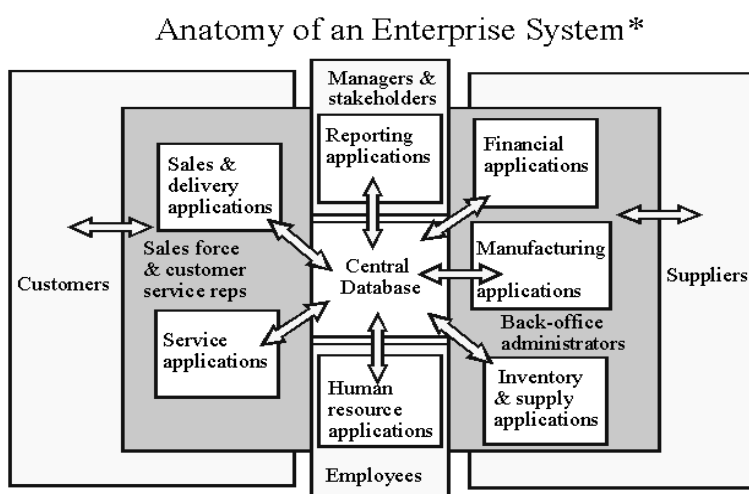 Anatomy of an Enterprise System*
Managers &
stakeholders
Reporting
applications
Financial
applications
Sales &
delivery
applications
Sales force
& customer
service reps
Customers
Central
Database
Manufacturing
applications
Suppliers
Service
applications
Back-office
administrators
Human
resource
applications
Inventory
& supply
applications
Employees